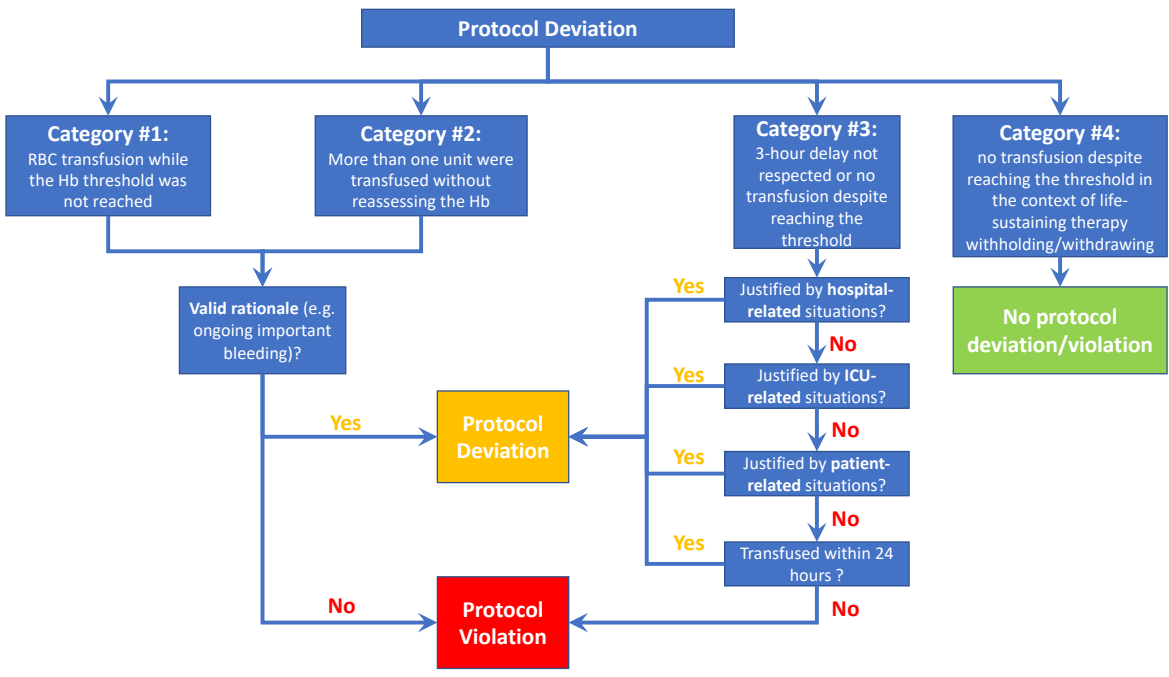 Protocol Deviation
Category #1:
RBC transfusion while
the Hb threshold was
not reached
Category #2:
More than one unit were
transfused without
reassessing the Hb
Category #3:
3-hour delay not
respected or no
transfusion despite
reaching the
threshold
Category #4:
no transfusion despite
reaching the threshold in
the context of life-
sustaining therapy
withholding/withdrawing
Valid rationale (e.g.
ongoing important
bleeding)?
Yes
Justified by hospital-
related situations?
No protocol
deviation/violation
No
Yes
Justified by ICU-
related situations?
Yes
Protocol
Deviation
No
Yes
Justified by patient-
related situations?
No
Yes
Transfused within 24
hours ?
No
Protocol
Violation
No